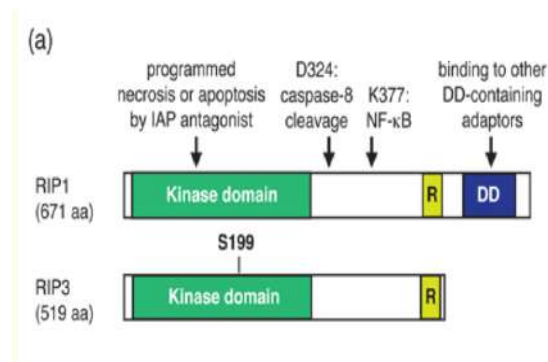 (a)
programmed
necrosis or apoptosis
by IAP antagonist
D324:
caspase-8
cleavage
K377:
NF-κB
binding to other
DD-containing
adaptors
RIP1
(671 aa)
Kinase domain
R
DD
S199
RIP3
(519 aa)
Kinase domain
R